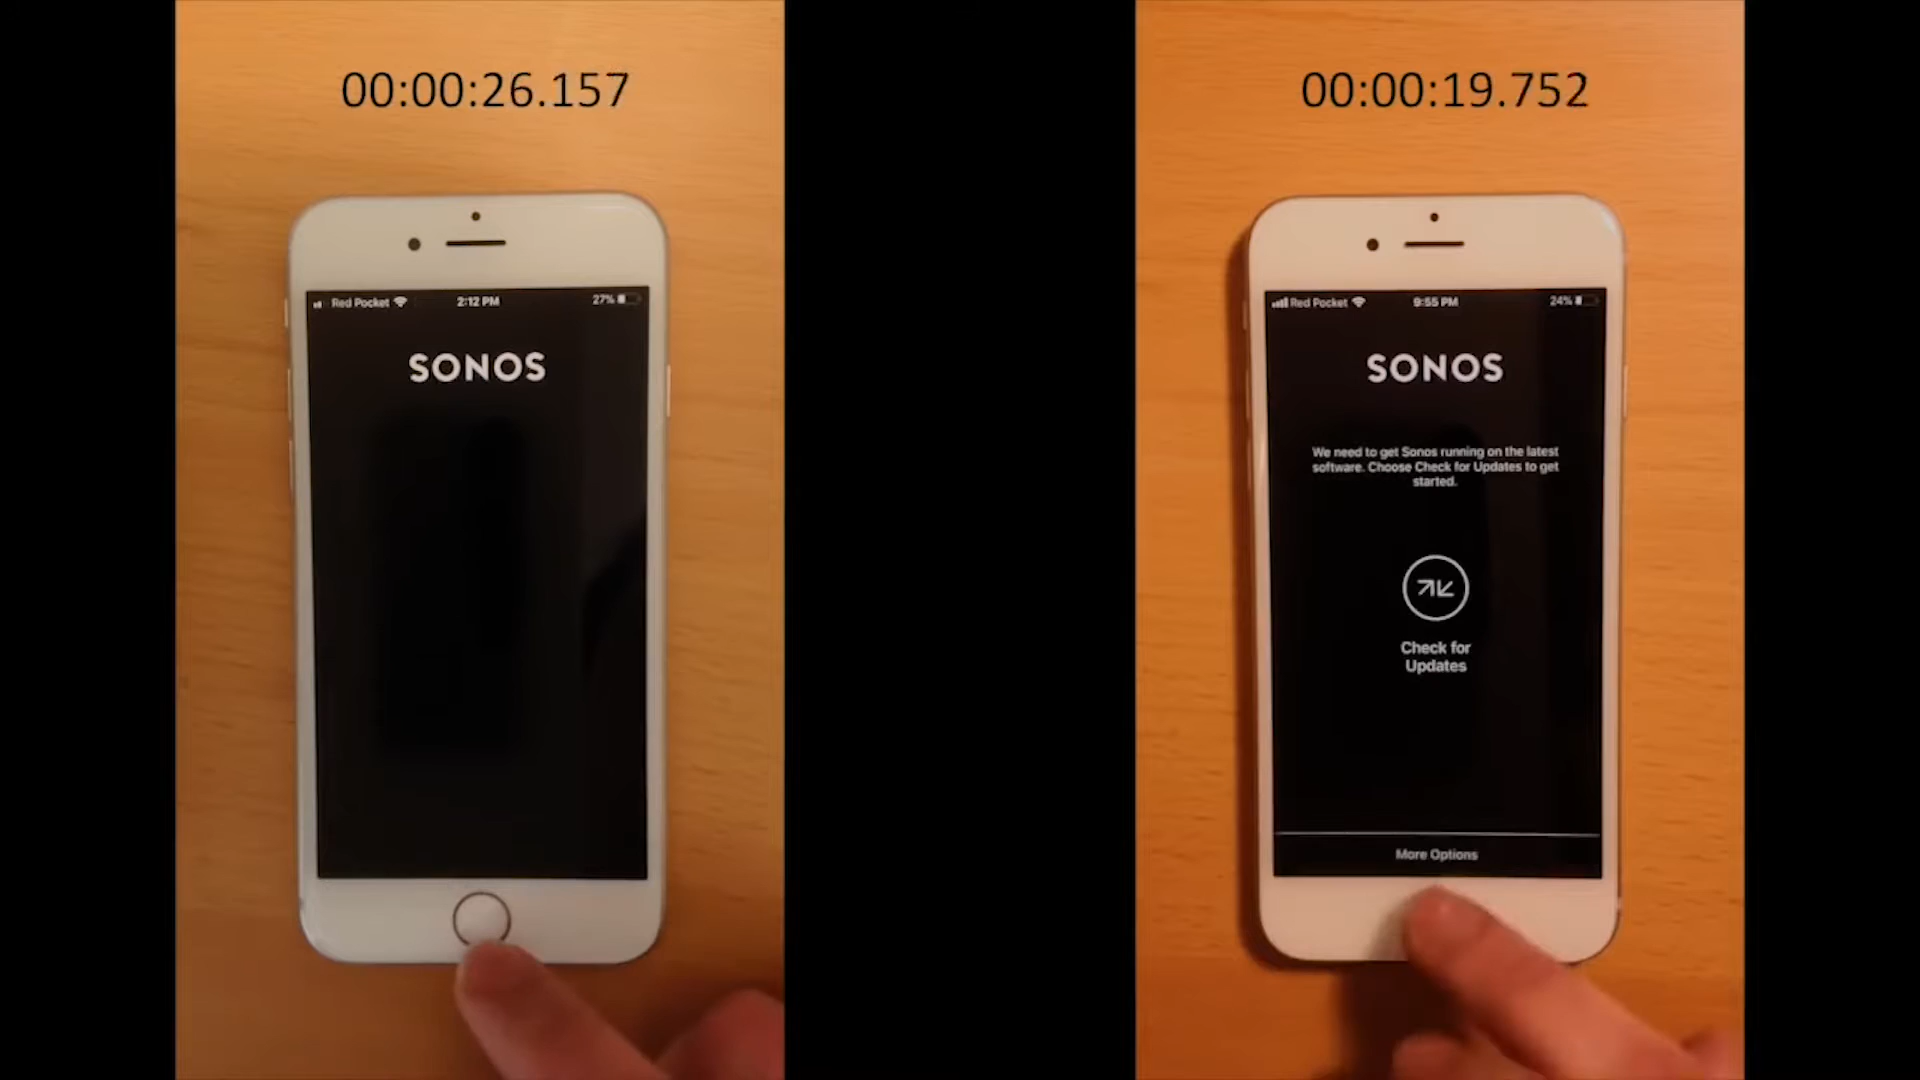 00:00:26.157
Red Pocket
2:12 PM
27%
SONOS
00:00:19.752
Red Pocket
9:55 PM
24%
SONOS
We need to get Sonos running on the latest
software. Choose Check for Updates to get
started.
Check for
Updates
More Options